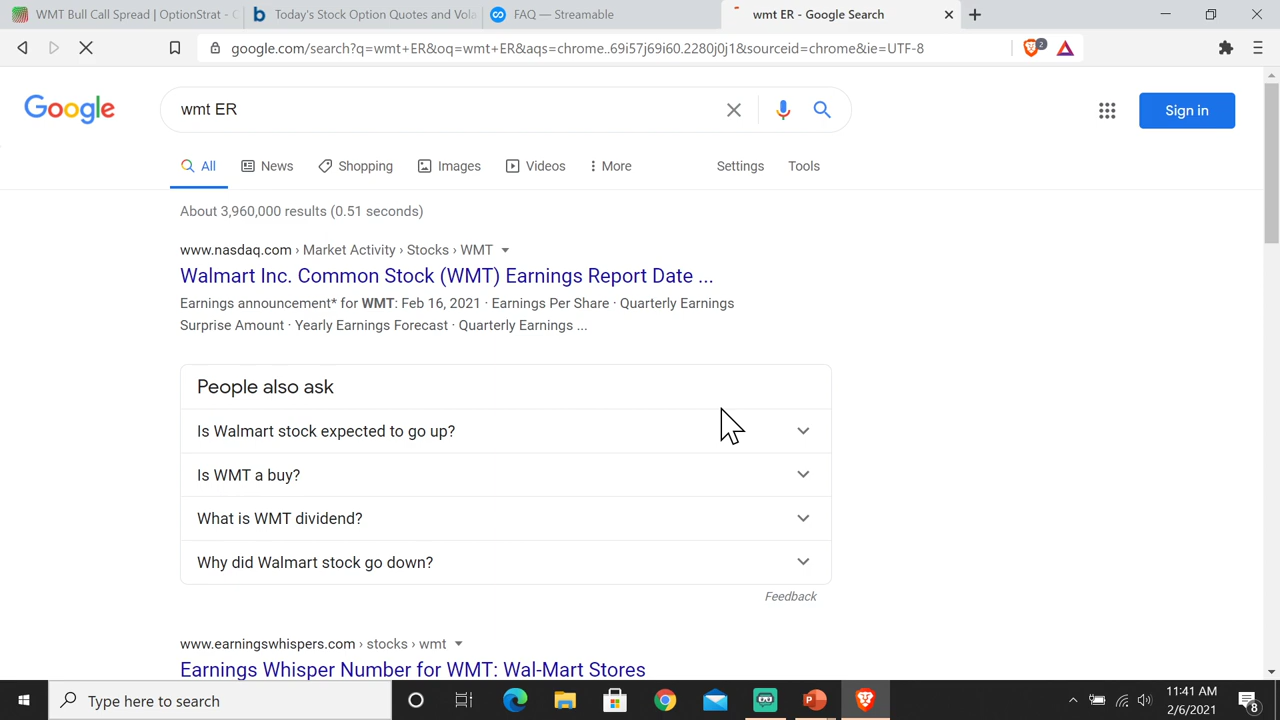 WMT Bull Call Spread | OptionStrat -
Today's Stock Option Quotes and Vola
FAQ — Streamable
wmt ER - Google Search
google.com/search?q=wmt+ER&oq=wmt+ER&aqs=chrome..69i57j69i60.2280j0j1&sourceid=chrome&ie=UTF-8
2
Google
wmt ER
Sign in
All
News
Shopping
Images
Videos
More
Settings
Tools
About 3,960,000 results (0.51 seconds)
www.nasdaq.com › Market Activity › Stocks › WMT
Walmart Inc. Common Stock (WMT) Earnings Report Date ...
Earnings announcement* for WMT: Feb 16, 2021 · Earnings Per Share · Quarterly Earnings
Surprise Amount · Yearly Earnings Forecast · Quarterly Earnings ...
People also ask
Is Walmart stock expected to go up?
Is WMT a buy?
What is WMT dividend?
Why did Walmart stock go down?
Feedback
www.earningswhispers.com › stocks › wmt
Earnings Whisper Number for WMT: Wal-Mart Stores
Type here to search
11:41 AM
2/6/2021
8